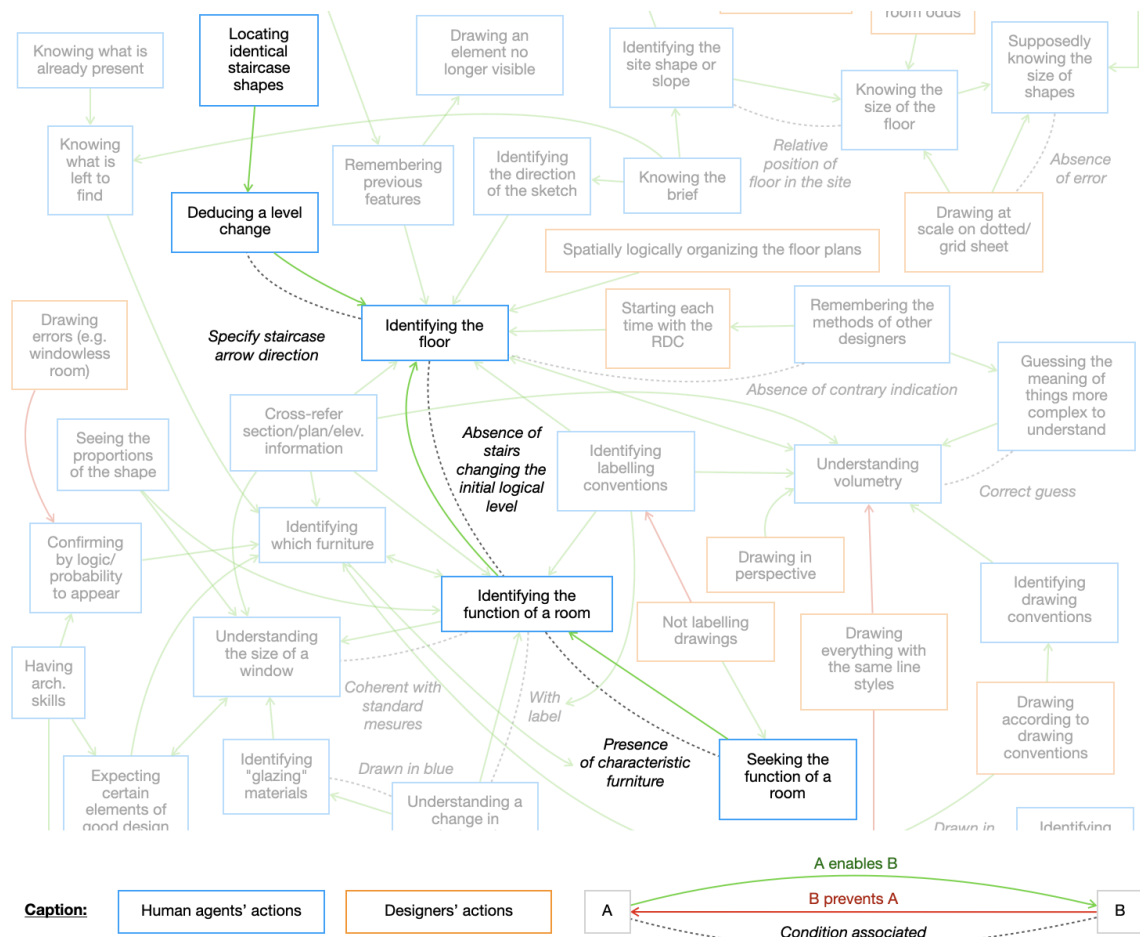 room odds
Knowing what is
already present
Locating
identical
staircase
shapes
Drawing an
element no
longer visible
Identifying the
site shape or
slope
Knowing the
size of the
floor
Supposedly
knowing the
size of
shapes
Knowing
what is
left to
find
Remembering
previous
features
Identifying
the direction
of the sketch
Knowing the
brief
Relative
position of
floor in the site
Absence
of error
Deducing a level
change
Drawing at
scale on dotted/
grid sheet
Spatially logically organizing the floor plans
Drawing
errors (e.g.
windowless
room)
Specify staircase
arrow direction
Identifying the
floor
Starting each
time with the
RDC
Remembering the
methods of other
designers
Absence of contrary indication
Guessing the
meaning of
things more
complex to
understand
Seeing the
proportions
of the shape
Cross-refer
section/plan/elev.
information
Absence of
stairs
changing the
initial logical
level
Identifying
labelling
conventions
Understanding
volumetry
Correct guess
Confirming
by logic/
probability
to appear
Identifying
which furniture
Drawing in
perspective
Identifying
drawing
conventions
Identifying the
function of a room
Not labelling
drawings
Drawing
everything with
the same line
styles
Understanding
the size of a
window
Having
arch.
skills
Coherent with
standard
mesures
With
label
Drawing
according to
drawing
conventions
Expecting
certain
elements of
good design
Identifying
"glazing"
materials
Drawn in blue
Presence
of characteristic
furniture
Seeking the
function of a
room
Understanding a
change in
Drawn in
Identifying
Caption:
Human agents' actions
Designers' actions
A
A enables B
B prevents A
Condition associated
B